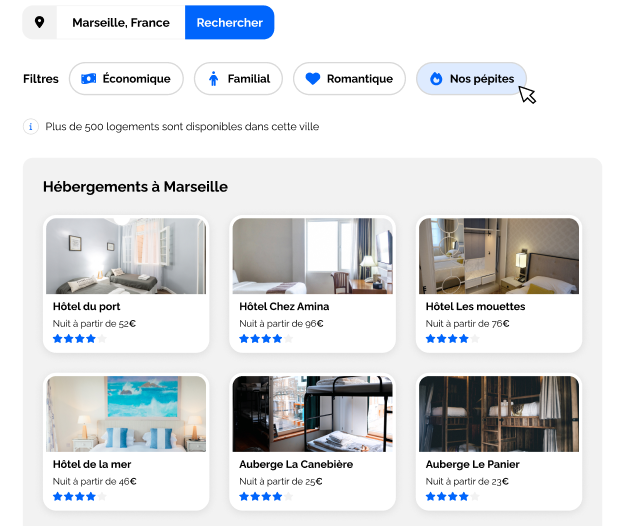 Marseille, France Rechercher
Filtres Économique Familial Romantique Nos pépites
Plus de 500 logements sont disponibles dans cette ville
Hébergements à Marseille
Hôtel du port
Nuit à partir de 52€
Hôtel Chez Amina
Nuit à partir de 96€
Hôtel Les mouettes
Nuit à partir de 76€
Hôtel de la mer
Nuit à partir de 46€
Auberge La Canebière
Nuit à partir de 25€
Auberge Le Panier
Nuit à partir de 23€